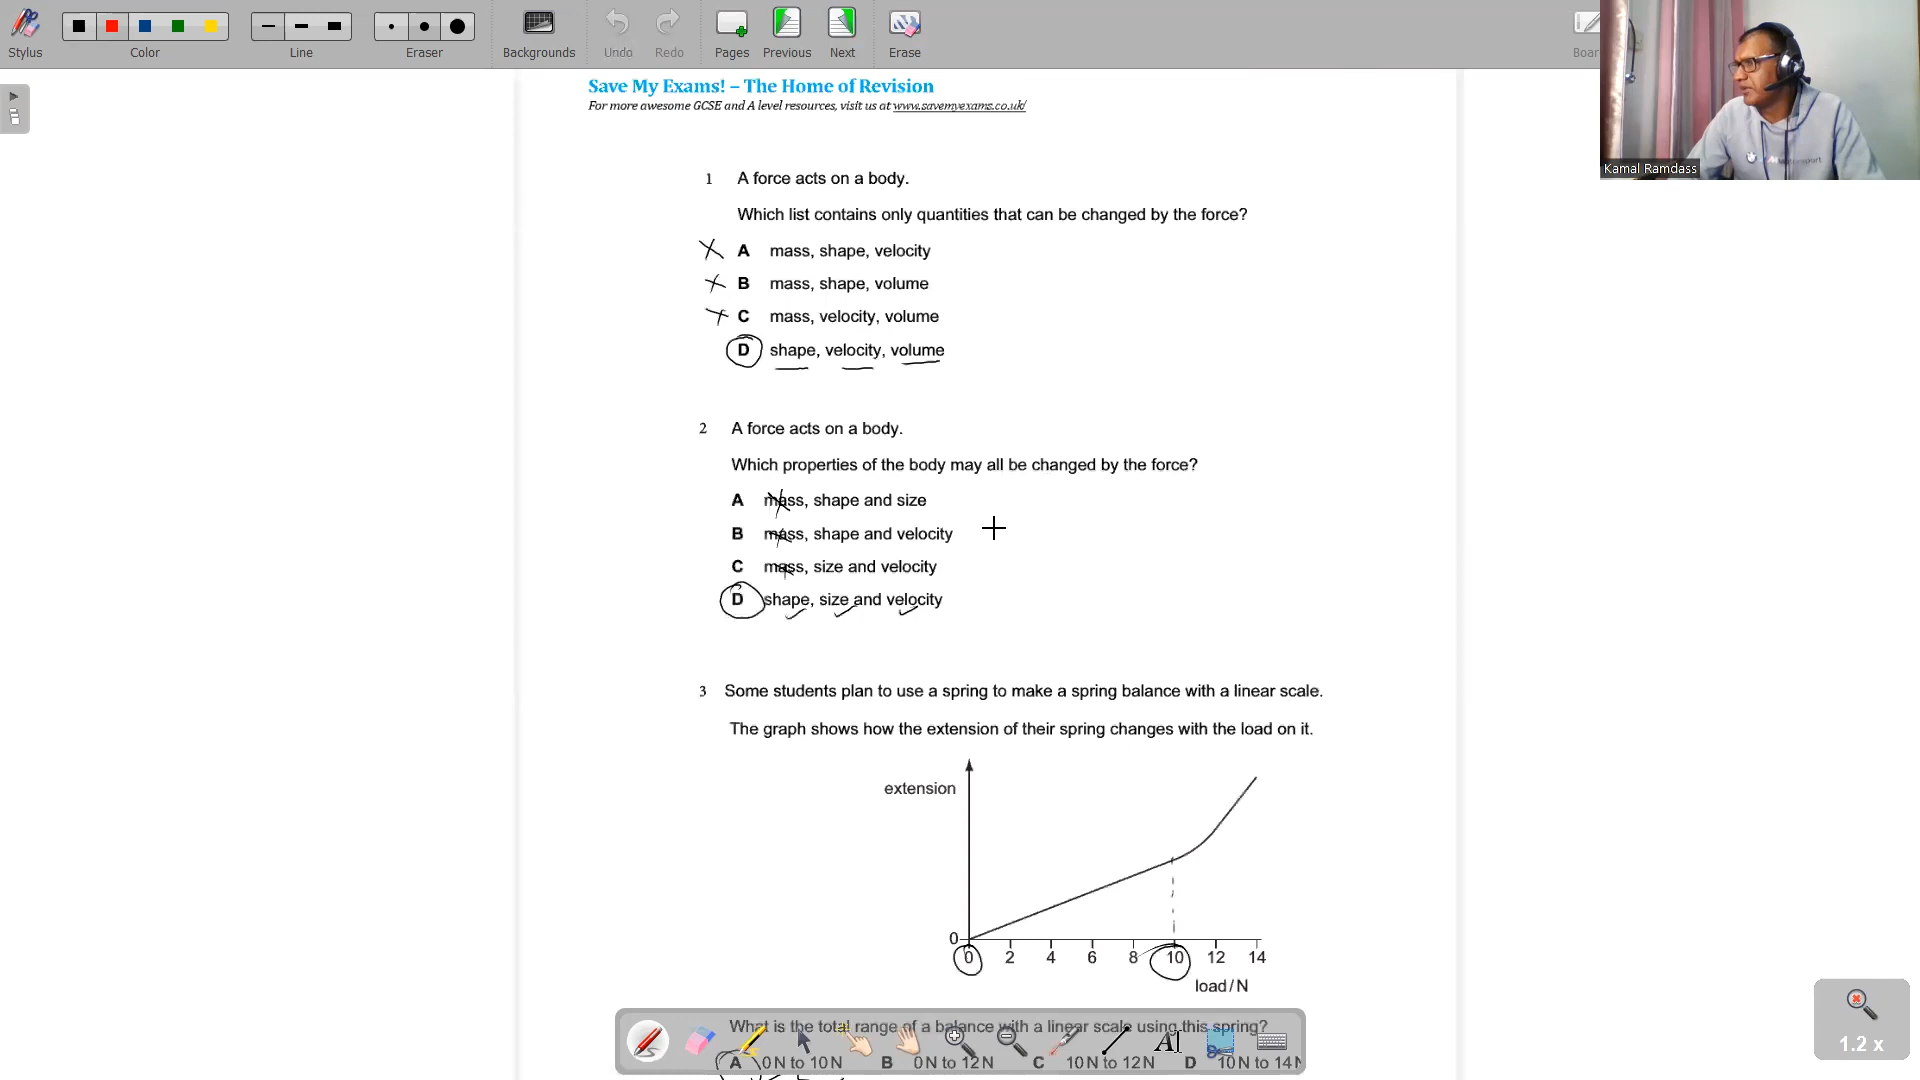 Stylus
Color
Line
Eraser
Backgrounds
Undo
Redo
Pages
Previous
Next
Erase
Kamal Ramdass
Save My Exams! – The Home of Revision
For more awesome GCSE and A level resources, visit us at www.savemyexams.co.uk/
1 A force acts on a body.
Which list contains only quantities that can be changed by the force?
A mass, shape, velocity
B mass, shape, volume
C mass, velocity, volume
D shape, velocity, volume
2 A force acts on a body.
Which properties of the body may all be changed by the force?
A mass, shape and size
B mass, shape and velocity
C mass, size and velocity
D shape, size and velocity
3 Some students plan to use a spring to make a spring balance with a linear scale.
The graph shows how the extension of their spring changes with the load on it.
extension
0
0 2 4 6 8 10 12 14
load/N
What is the total range of a balance with a linear scale using this spring?
A 0N to 10N B 0N to 12N C 10N to 12N D 10N to 14N
1.2 x